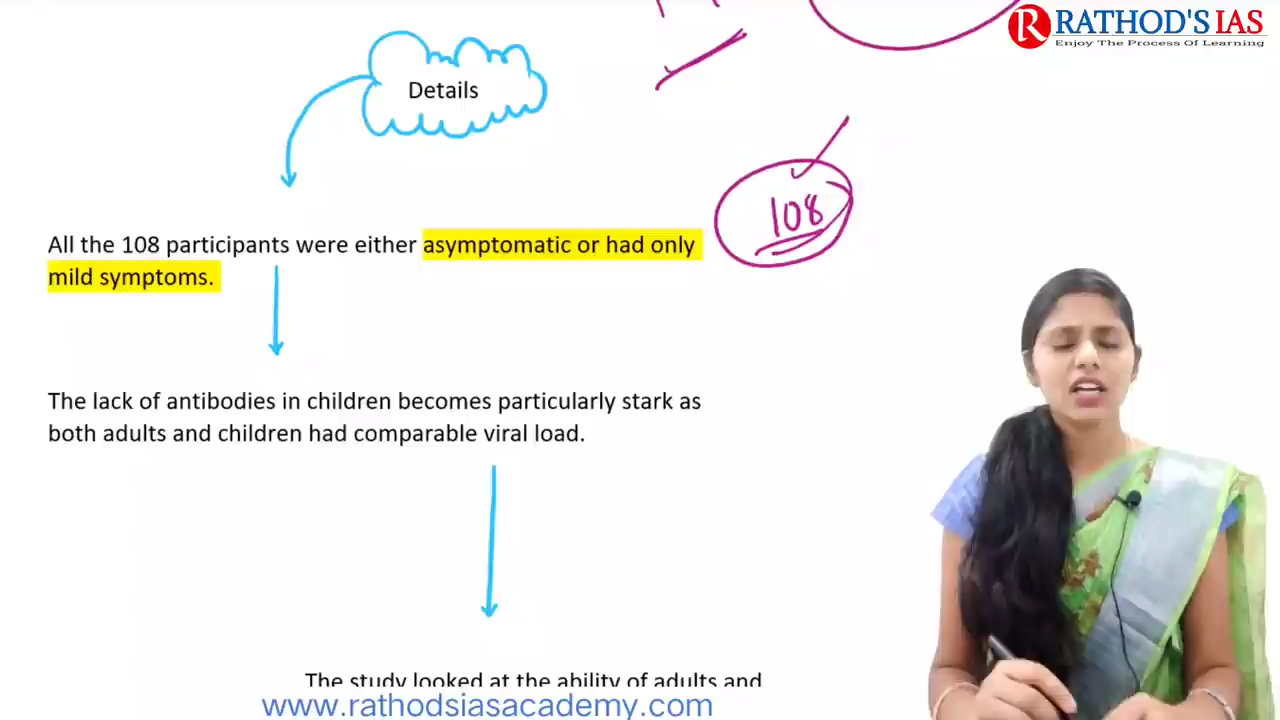 RATHOD'S IAS
Enjoy The Process Of Learning
Details
108
All the 108 participants were either asymptomatic or had only
mild symptoms.
The lack of antibodies in children becomes particularly stark as
both adults and children had comparable viral load.
The study looked at the ability of adults and
www.rathodsiasacademy.com